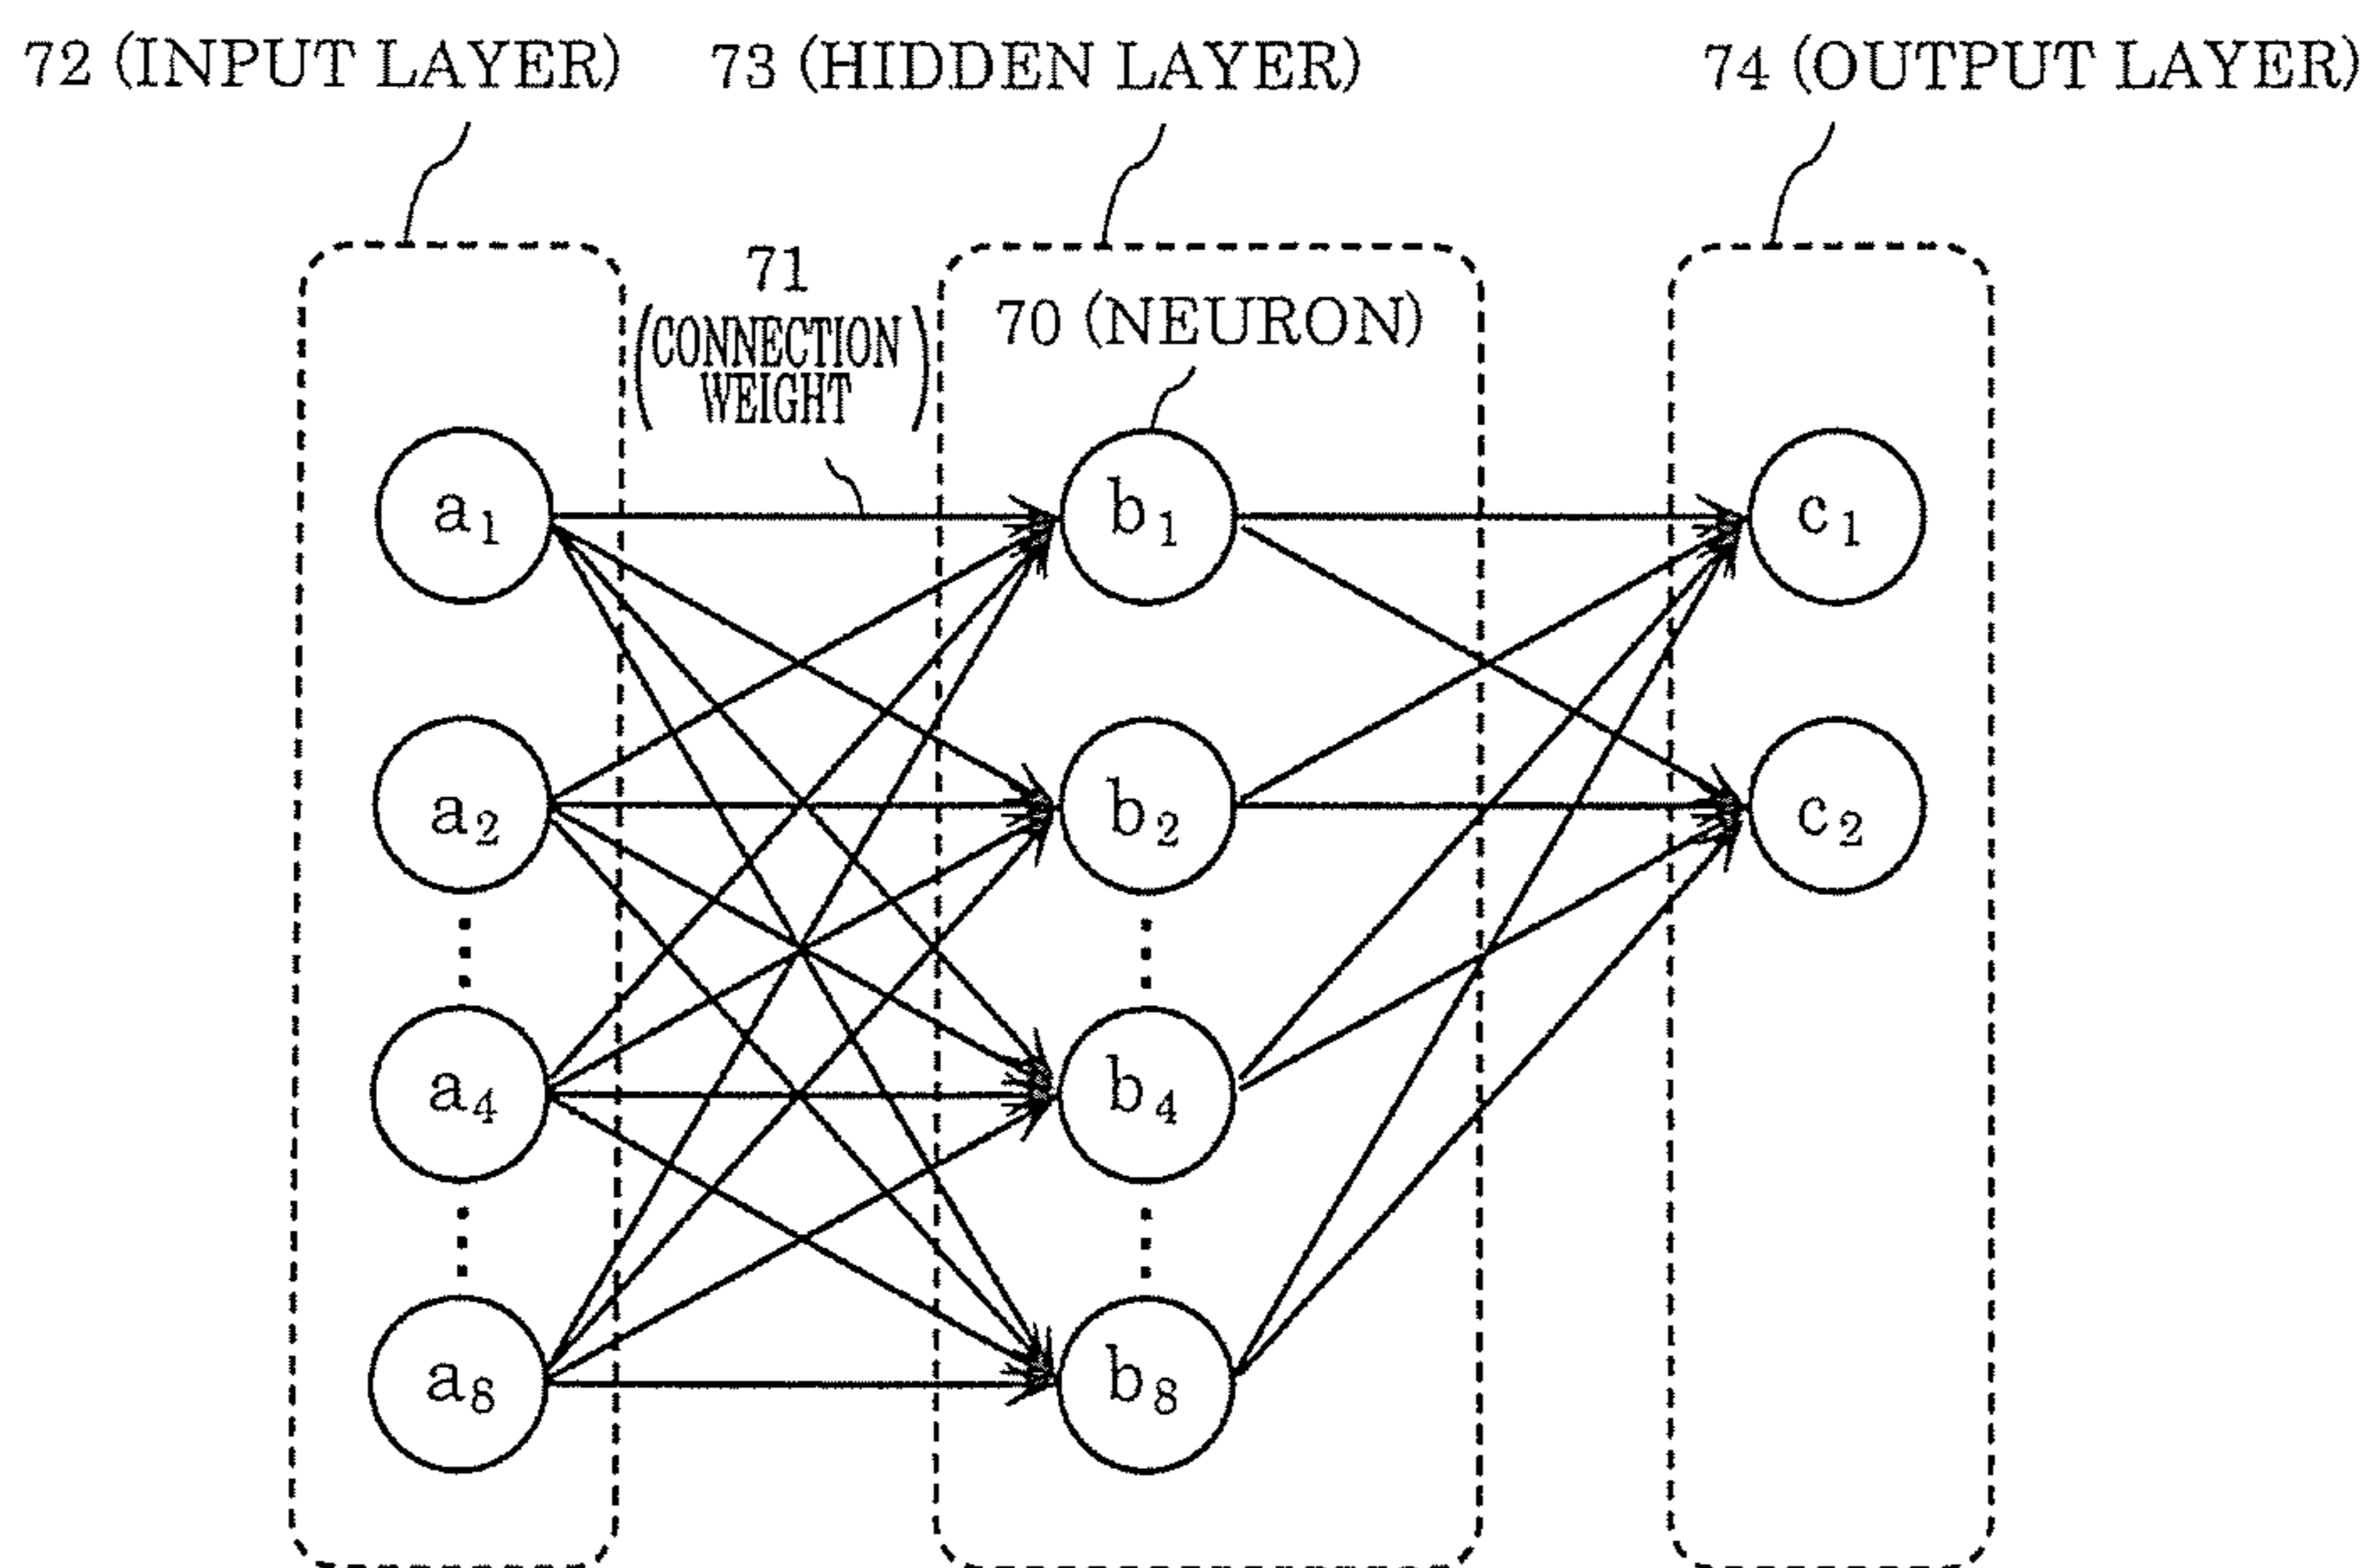 72 (INPUT LAYER)
73 (HIDDEN LAYER)
74 (OUTPUT LAYER)
71
(CONNECTION
WEIGHT)
70 (NEURON)
a1
b1
c1
a2
b2
c2
a4
b4
a8
b8